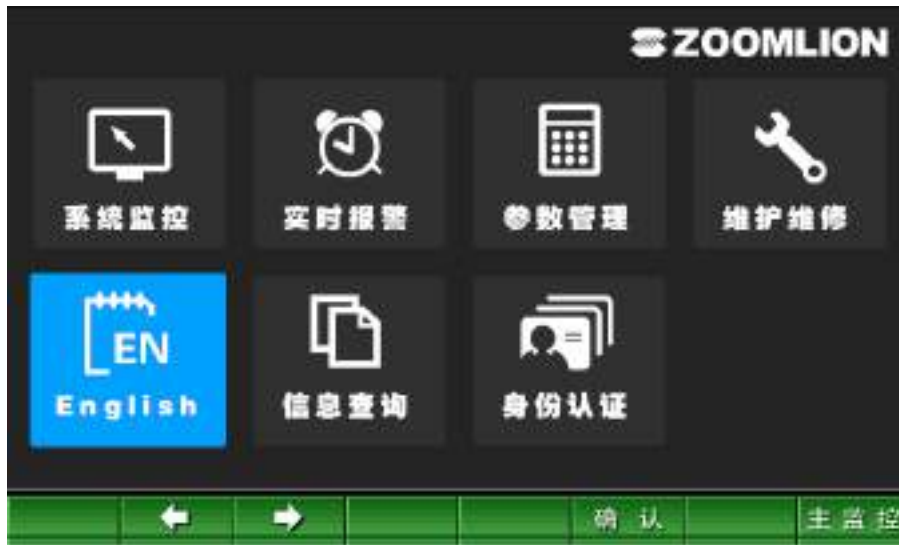 ZOOMLION
系统监控
实时报警
参数管理
维护维修
EN
English
信息查询
身份认证
确认
主监控